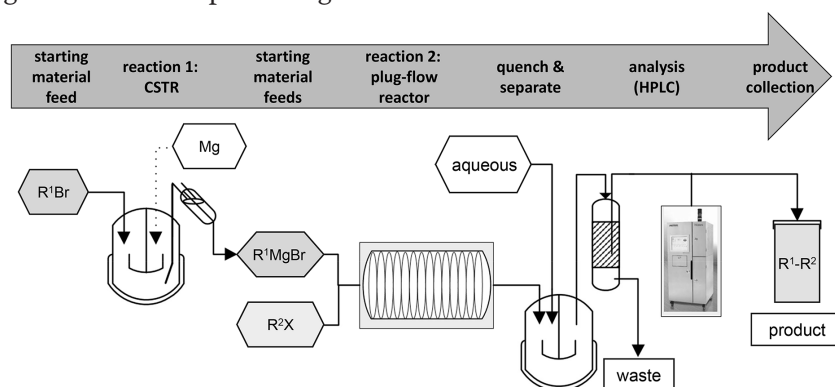 starting
material
feed
reaction 1:
CSTR
starting
material
feeds
reaction 2:
plug-flow
reactor
quench &
separate
analysis
(HPLC)
product
collection
Mg
R¹Br
aqueous
R¹MgBr
R²X
R¹-R²
product
waste